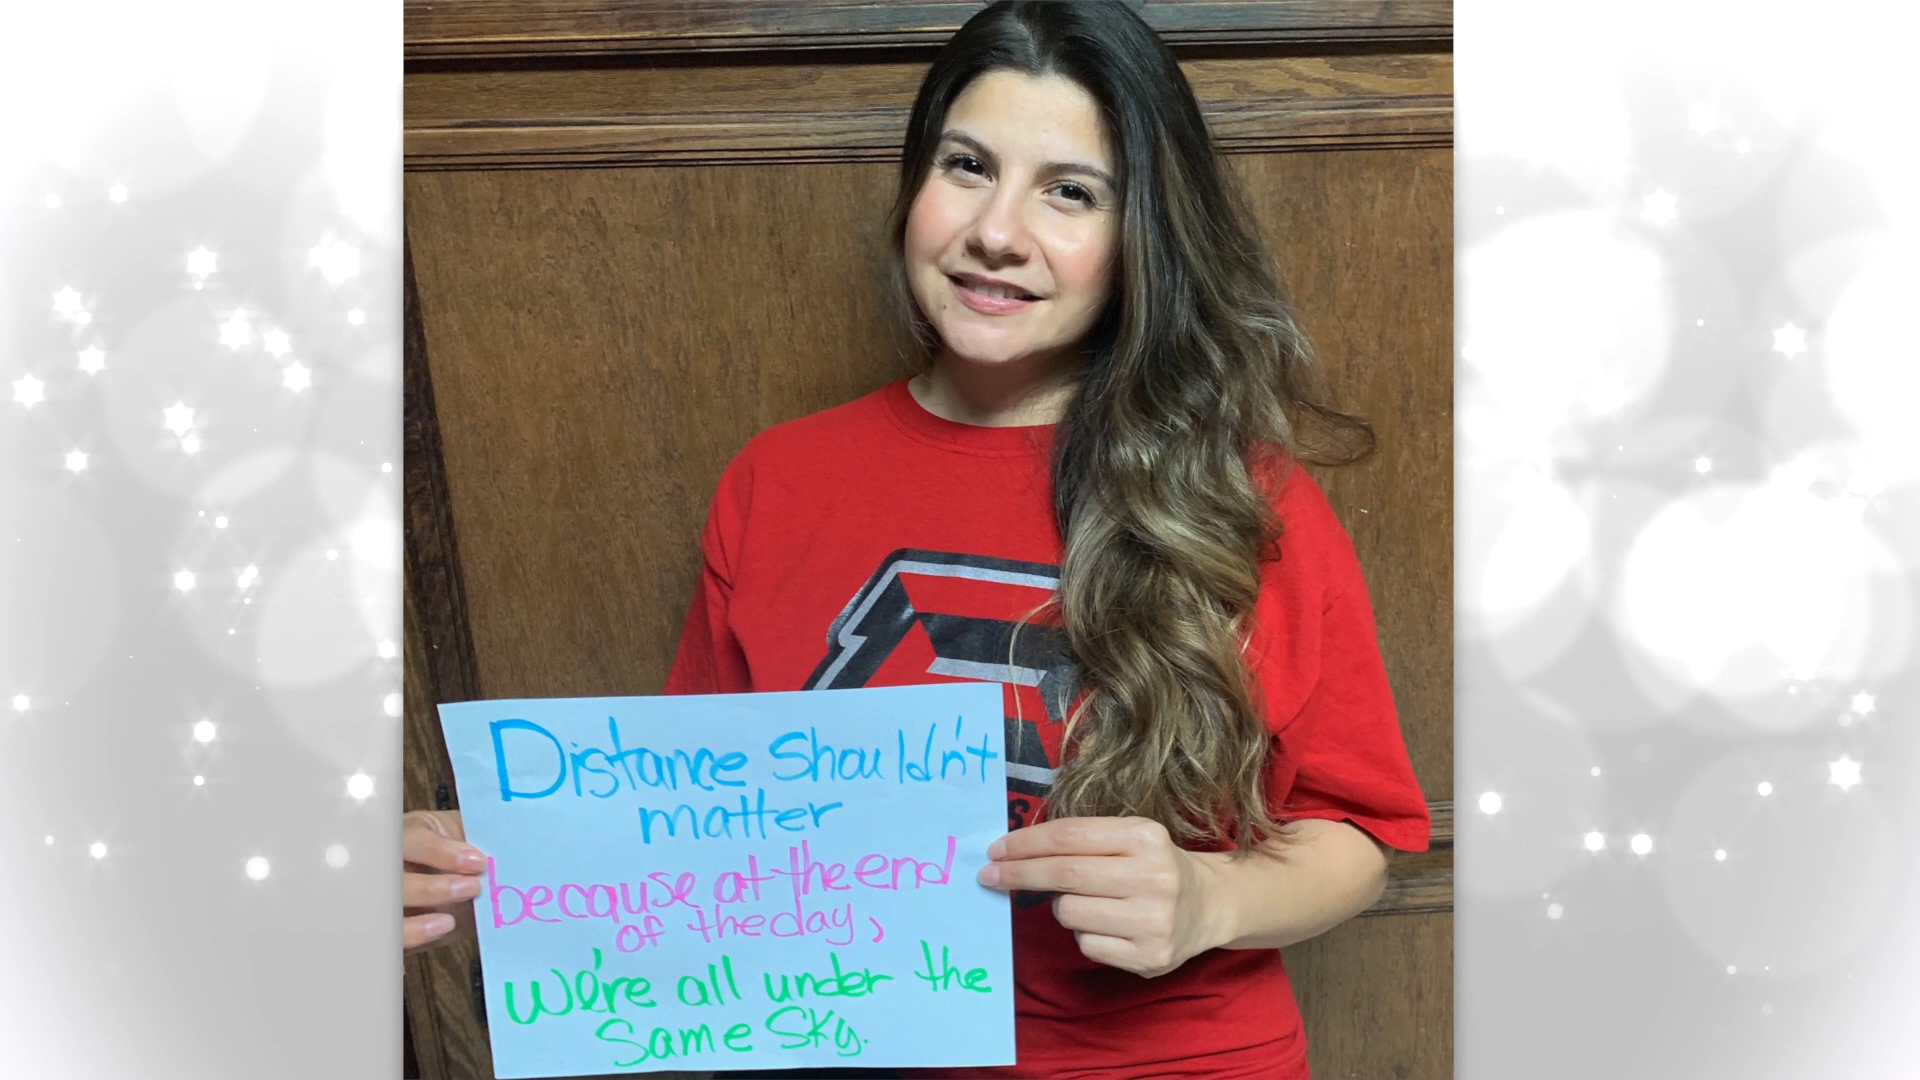 Distance shouldn't
matter
because at the end
of the day,
we're all under the
same sky.